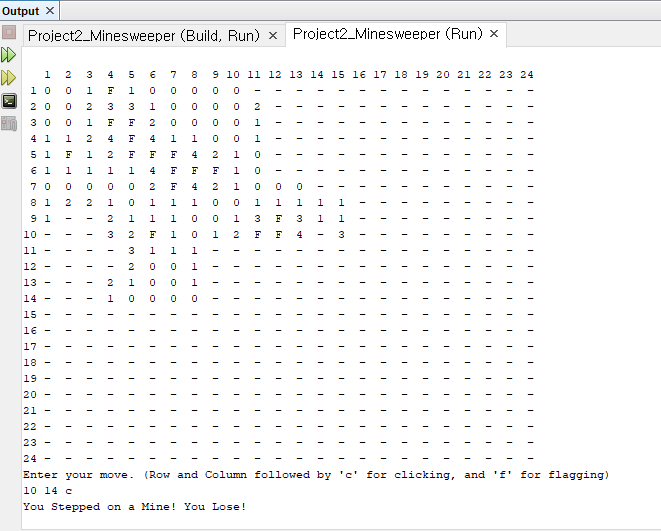 Output ×
Project2_Minesweeper (Build, Run) ×
Project2_Minesweeper (Run) ×
1 2 3 4 5 6 7 8 9 10 11 12 13 14 15 16 17 18 19 20 21 22 23 24
1 0 0 1 F 1 0 0 0 0 0 - - - - - - - - - - - - - -
2 0 0 2 3 3 1 0 0 0 0 2 - - - - - - - - - - - - -
3 0 0 1 F F 2 0 0 0 0 1 - - - - - - - - - - - - -
4 1 1 2 4 F 4 1 1 0 0 1 - - - - - - - - - - - - -
5 1 F 1 2 F F F 4 2 1 0 - - - - - - - - - - - - -
6 1 1 1 1 1 4 F F F 1 0 - - - - - - - - - - - - -
7 0 0 0 0 0 2 F 4 2 1 0 0 0 - - - - - - - - - - -
8 1 2 2 1 0 1 1 1 0 0 1 1 1 1 1 - - - - - - - - -
9 1 - - 2 1 1 1 0 0 1 3 F 3 1 1 - - - - - - - - -
10 - - - 3 2 F 1 0 1 2 F F 4 - 3 - - - - - - - - -
11 - - - - 3 1 1 1 - - - - - - - - - - - - - - - -
12 - - - - 2 0 0 1 - - - - - - - - - - - - - - - -
13 - - - 2 1 0 0 1 - - - - - - - - - - - - - - - -
14 - - - 1 0 0 0 0 - - - - - - - - - - - - - - - -
15 - - - - - - - - - - - - - - - - - - - - - - - -
16 - - - - - - - - - - - - - - - - - - - - - - - -
17 - - - - - - - - - - - - - - - - - - - - - - - -
18 - - - - - - - - - - - - - - - - - - - - - - - -
19 - - - - - - - - - - - - - - - - - - - - - - - -
20 - - - - - - - - - - - - - - - - - - - - - - - -
21 - - - - - - - - - - - - - - - - - - - - - - - -
22 - - - - - - - - - - - - - - - - - - - - - - - -
23 - - - - - - - - - - - - - - - - - - - - - - - -
24 - - - - - - - - - - - - - - - - - - - - - - - -
Enter your move. (Row and Column followed by 'c' for clicking, and 'f' for flagging)
10 14 c
You Stepped on a Mine! You Lose!